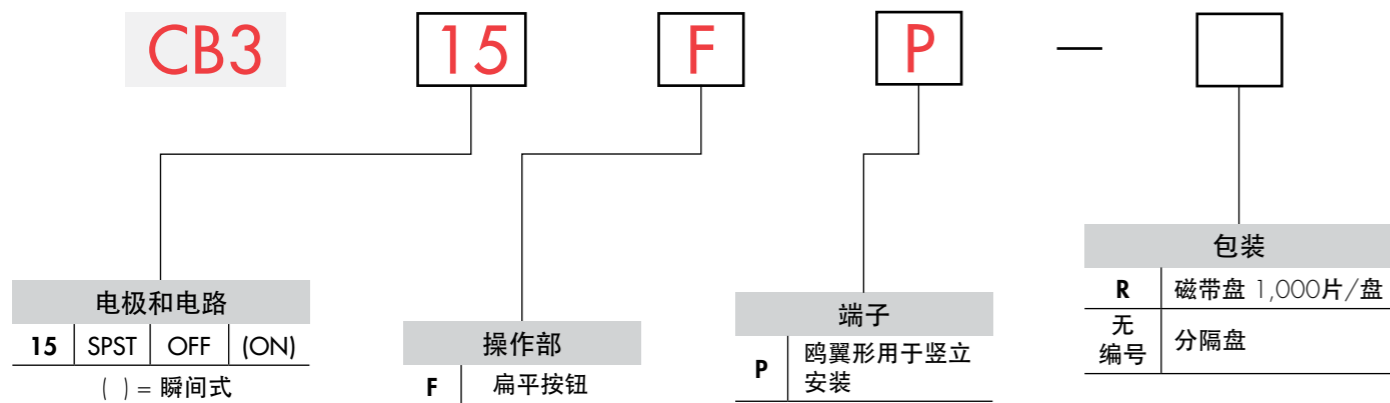 CB3 15 F P —
电极和电路
15 SPST OFF (ON)
( ) = 瞬间式
操作部
F 扁平按钮
端子
P 鸥翼形用于竖立
安装
包装
R 磁带盘 1,000片/盘
无
编号 分隔盘